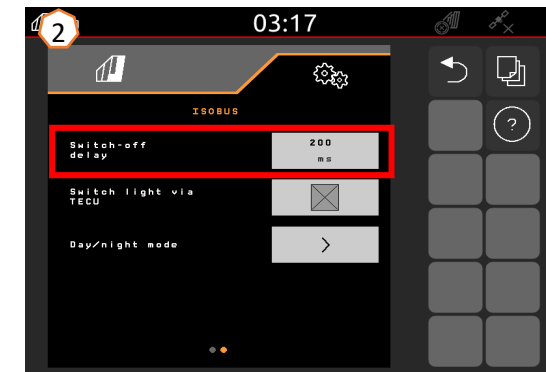 2
03:17
ISOBUS
Switch-off
delay
200
ms
Switch light via
TECU
Day/night mode
?